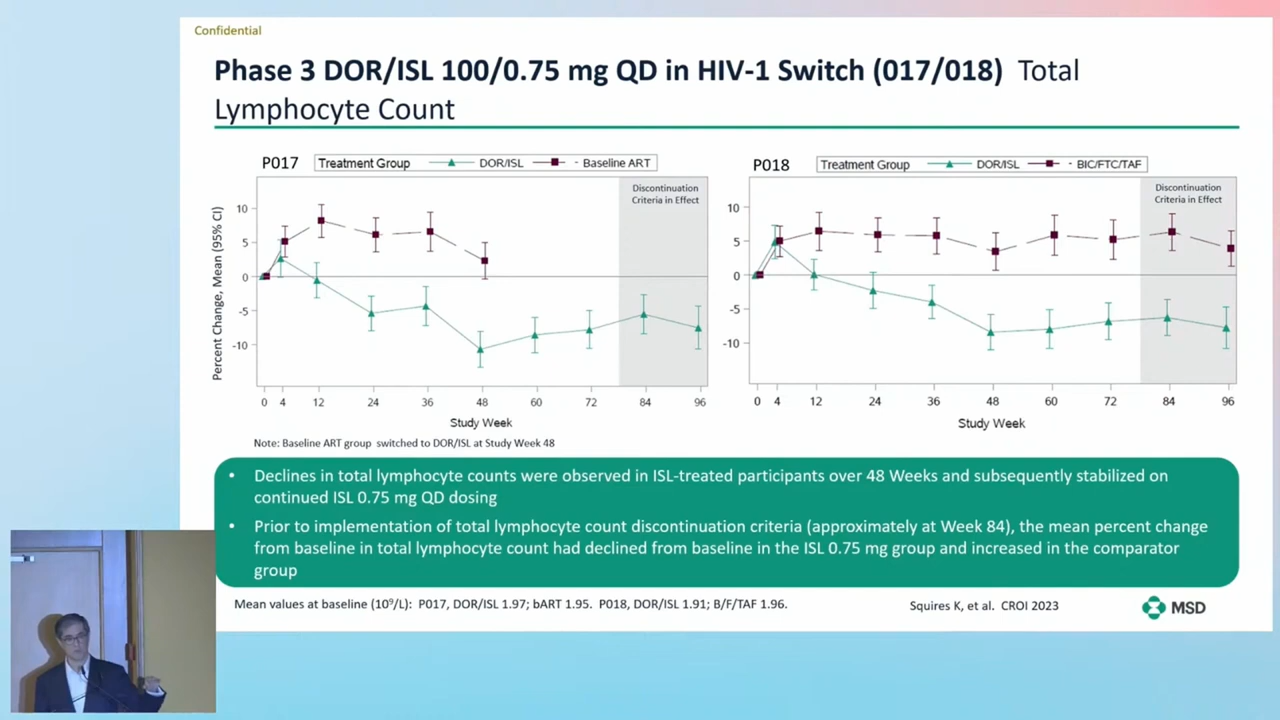 Confidential
Phase 3 DOR/ISL 100/0.75 mg QD in HIV-1 Switch (017/018) Total
Lymphocyte Count
P017 Treatment Group DOR/ISL - Baseline ART
Discontinuation
Criteria in Effect
Percent Change, Mean (95% CI)
10
5
0
-5
-10
0 4 12 24 36 48 60 72 84 96
Study Week
Note: Baseline ART group switched to DOR/ISL at Study Week 48
P018 Treatment Group DOR/ISL - BIC/FTC/TAF
Discontinuation
Criteria in Effect
10
5
0
-5
-10
0 4 12 24 36 48 60 72 84 96
Study Week
• Declines in total lymphocyte counts were observed in ISL-treated participants over 48 Weeks and subsequently stabilized on
continued ISL 0.75 mg QD dosing
• Prior to implementation of total lymphocyte count discontinuation criteria (approximately at Week 84), the mean percent change
from baseline in total lymphocyte count had declined from baseline in the ISL 0.75 mg group and increased in the comparator
group
Mean values at baseline (10⁹/L): P017, DOR/ISL 1.97; bART 1.95. P018, DOR/ISL 1.91; B/F/TAF 1.96.
Squires K, et al. CROI 2023
MSD